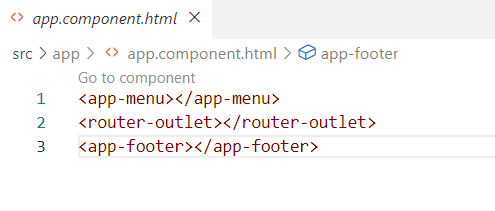 <> app.component.html ×
src > app > <> app.component.html > app-footer
Go to component
1 <app-menu></app-menu>
2 <router-outlet></router-outlet>
3 <app-footer></app-footer>